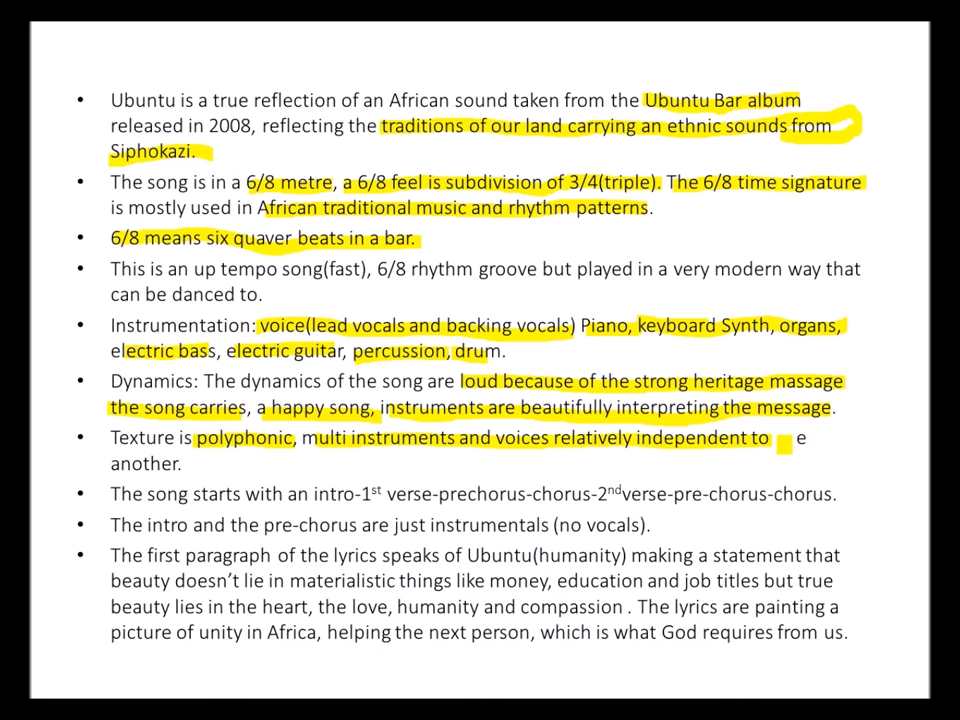 • Ubuntu is a true reflection of an African sound taken from the Ubuntu Bar album
released in 2008, reflecting the traditions of our land carrying an ethnic sounds from
Siphokazi.
• The song is in a 6/8 metre, a 6/8 feel is subdivision of 3/4(triple). The 6/8 time signature
is mostly used in African traditional music and rhythm patterns.
• 6/8 means six quaver beats in a bar.
• This is an up tempo song(fast), 6/8 rhythm groove but played in a very modern way that
can be danced to.
• Instrumentation: voice(lead vocals and backing vocals) Piano, keyboard Synth, organs,
electric bass, electric guitar, percussion, drum.
• Dynamics: The dynamics of the song are loud because of the strong heritage massage
the song carries, a happy song, instruments are beautifully interpreting the message.
• Texture is polyphonic, multi instruments and voices relatively independent to e
another.
• The song starts with an intro-1st verse-prechorus-chorus-2ndverse-pre-chorus-chorus.
• The intro and the pre-chorus are just instrumentals (no vocals).
• The first paragraph of the lyrics speaks of Ubuntu(humanity) making a statement that
beauty doesn't lie in materialistic things like money, education and job titles but true
beauty lies in the heart, the love, humanity and compassion . The lyrics are painting a
picture of unity in Africa, helping the next person, which is what God requires from us.